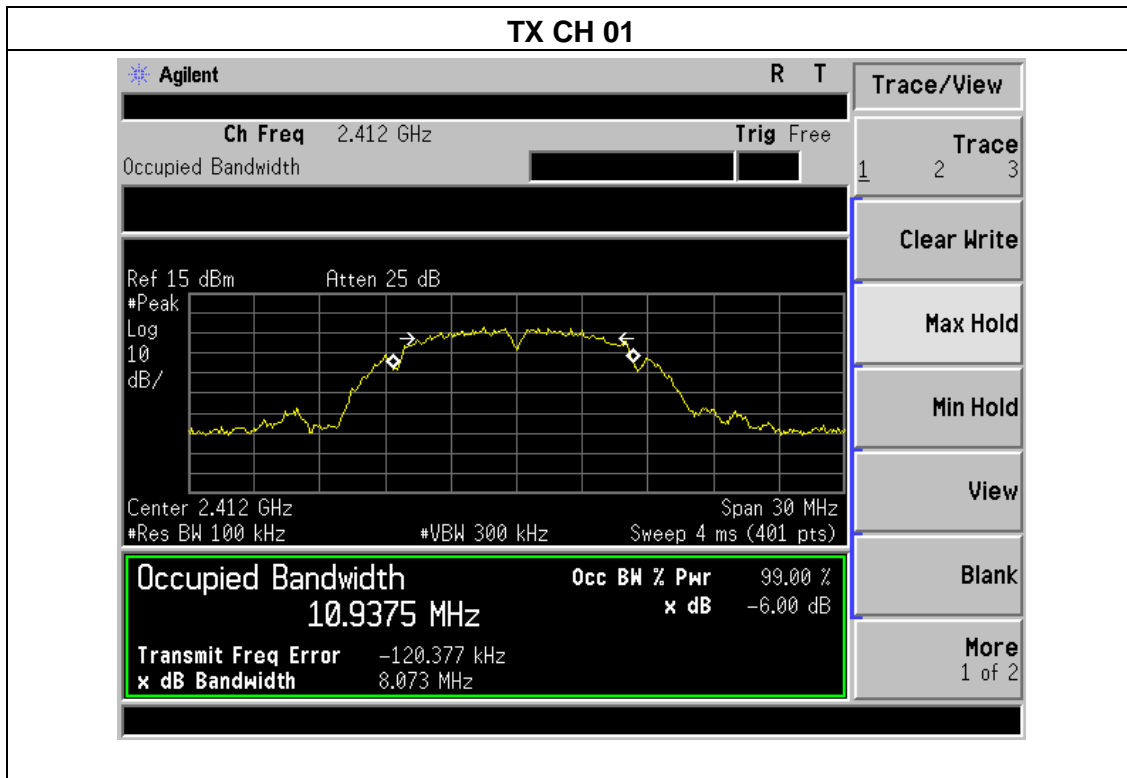 TX CH 01
Agilent R T
Ch Freq 2.412 GHz Trig Free
Occupied Bandwidth
Ref 15 dBm Atten 25 dB
#Peak
Log
10
dB/
Center 2.412 GHz Span 30 MHz
#Res BW 100 kHz #VBW 300 kHz Sweep 4 ms (401 pts)
Occupied Bandwidth Occ BW % Pwr 99.00 %
10.9375 MHz x dB -6.00 dB
Transmit Freq Error -120.377 kHz
x dB Bandwidth 8.073 MHz
Trace/View
Trace
1 2 3
Clear Write
Max Hold
Min Hold
View
Blank
More
1 of 2